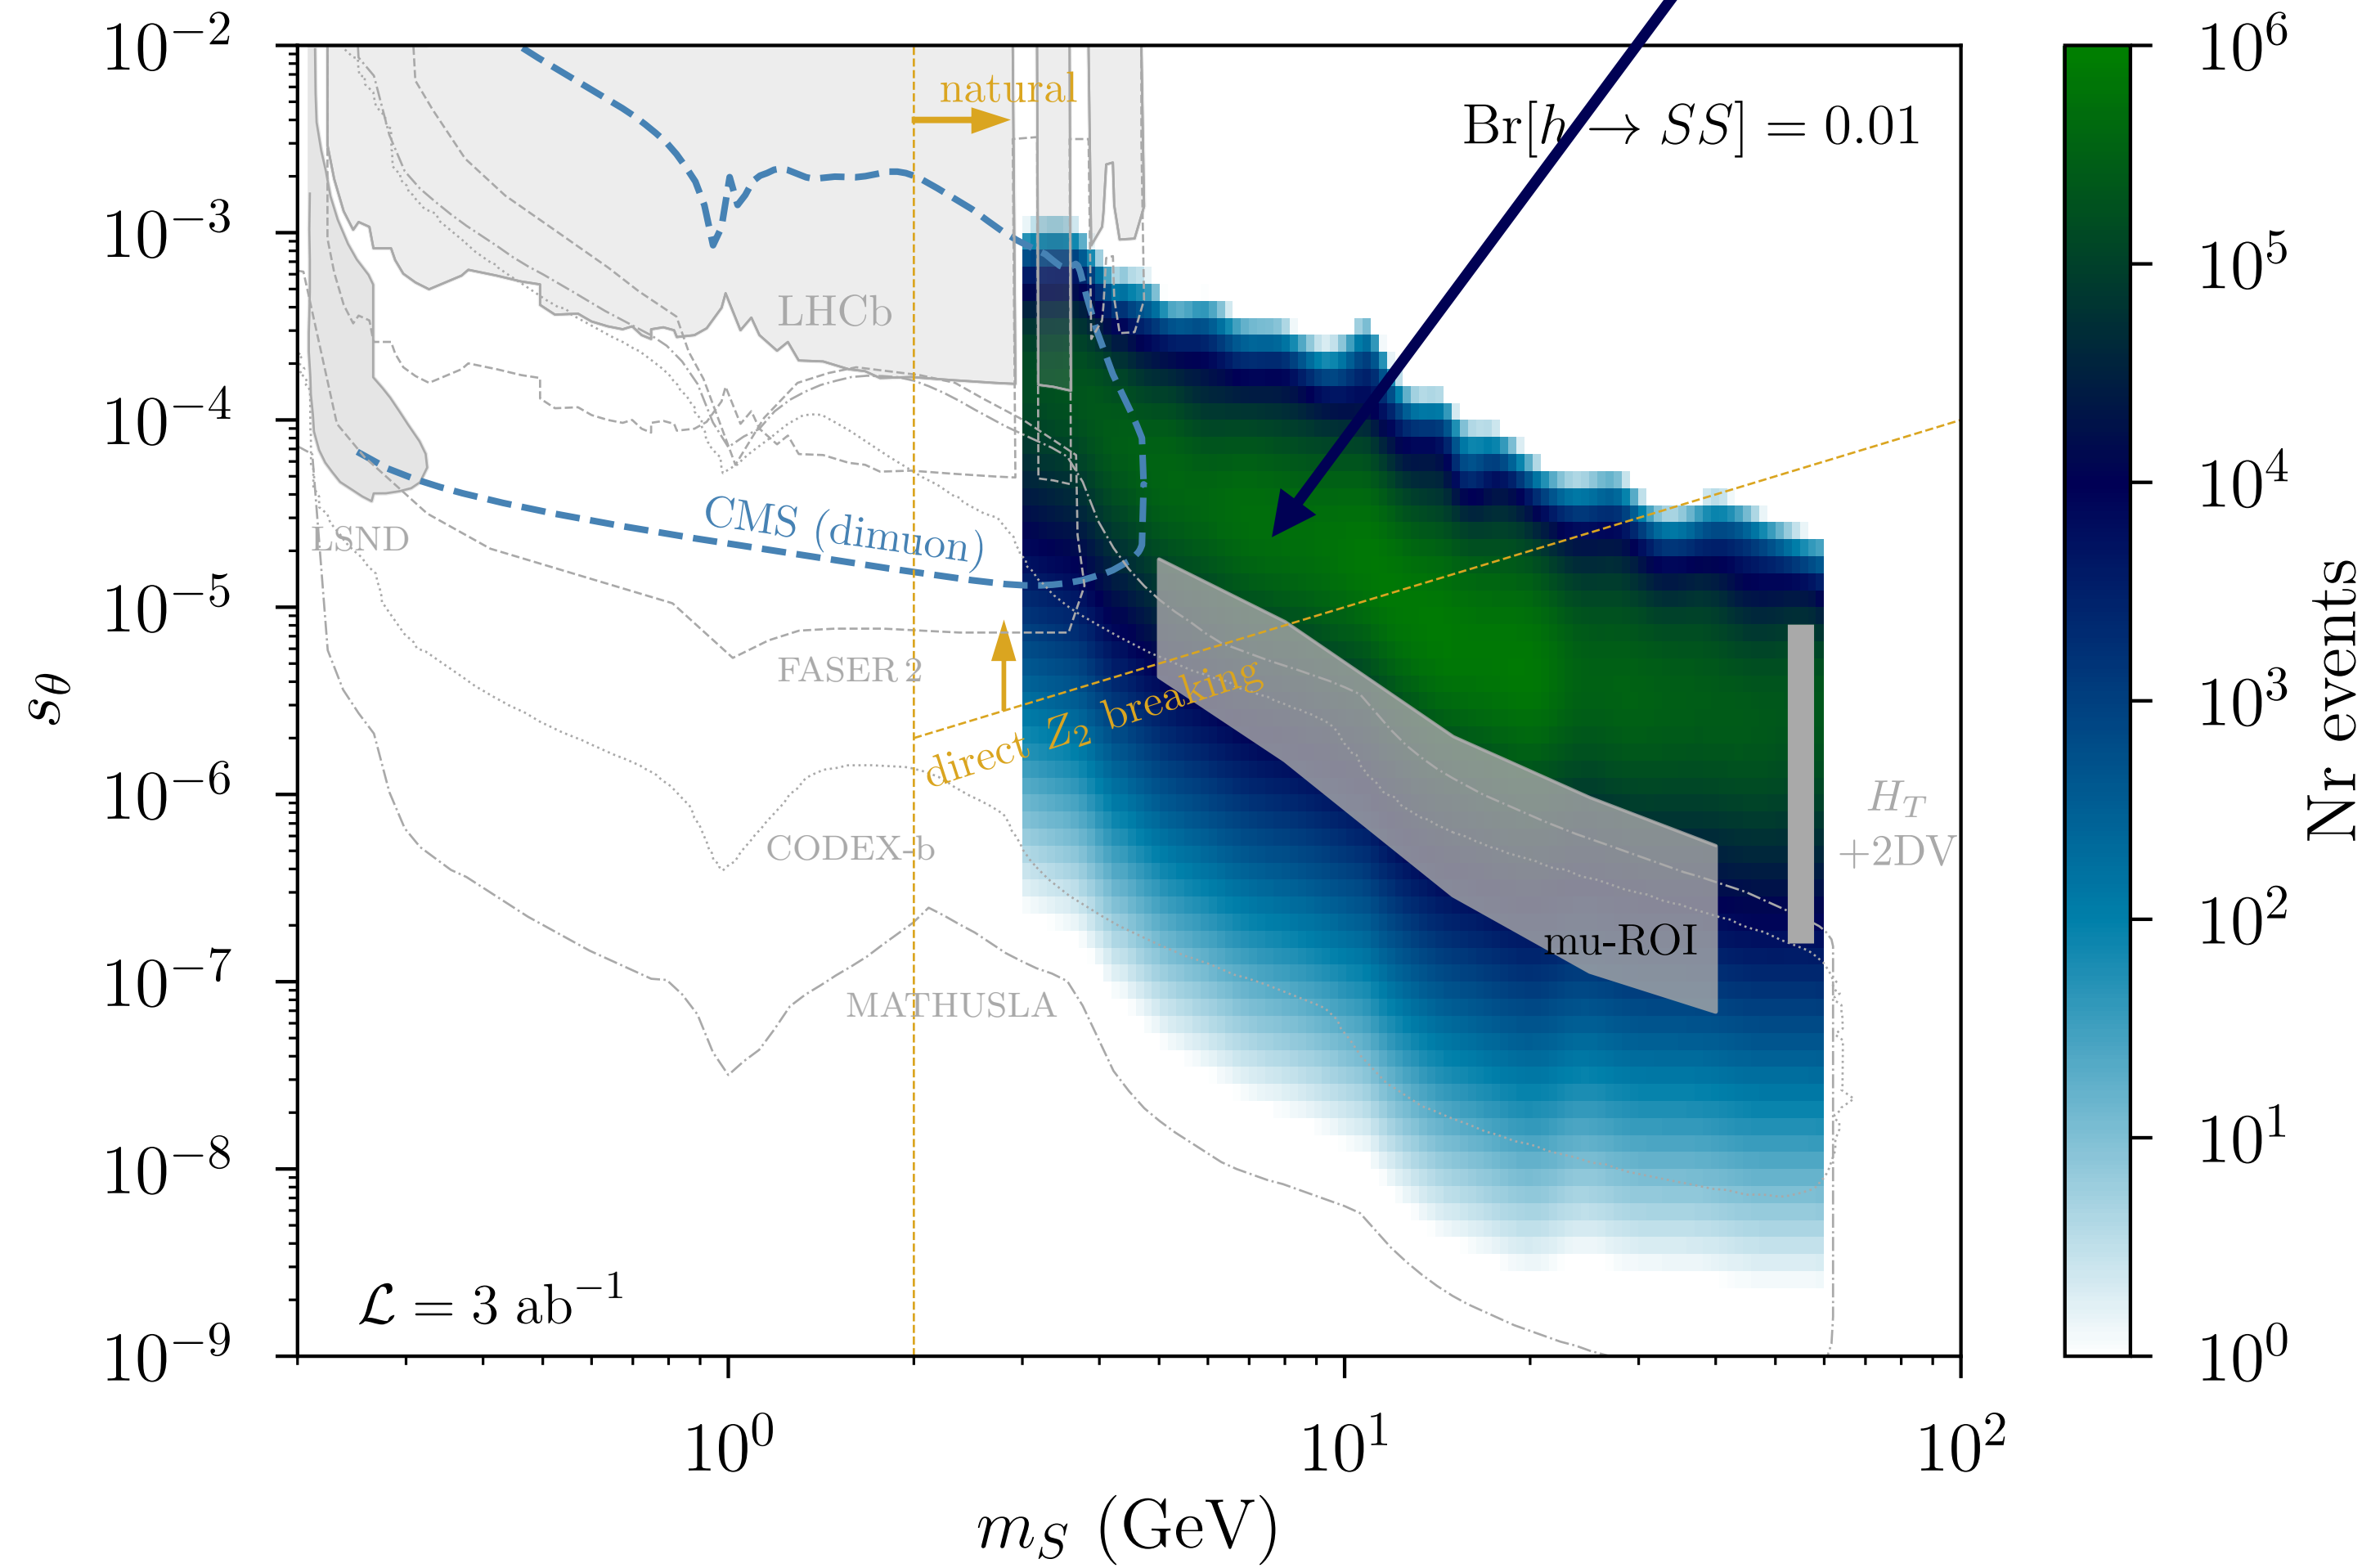 10^{-2}
10^{-3}
10^{-4}
10^{-5}
10^{-6}
10^{-7}
10^{-8}
10^{-9}
s_θ
natural
Br[h → SS] = 0.01
LHCb
CMS (dimuon)
LSND
FASER 2
direct Z_2 breaking
CODEX-b
MATHUSLA
mu-ROI
H_T
+2DV
ℒ = 3 ab^{-1}
10^0
10^1
10^2
m_S (GeV)
10^6
10^5
10^4
10^3
10^2
10^1
10^0
Nr events